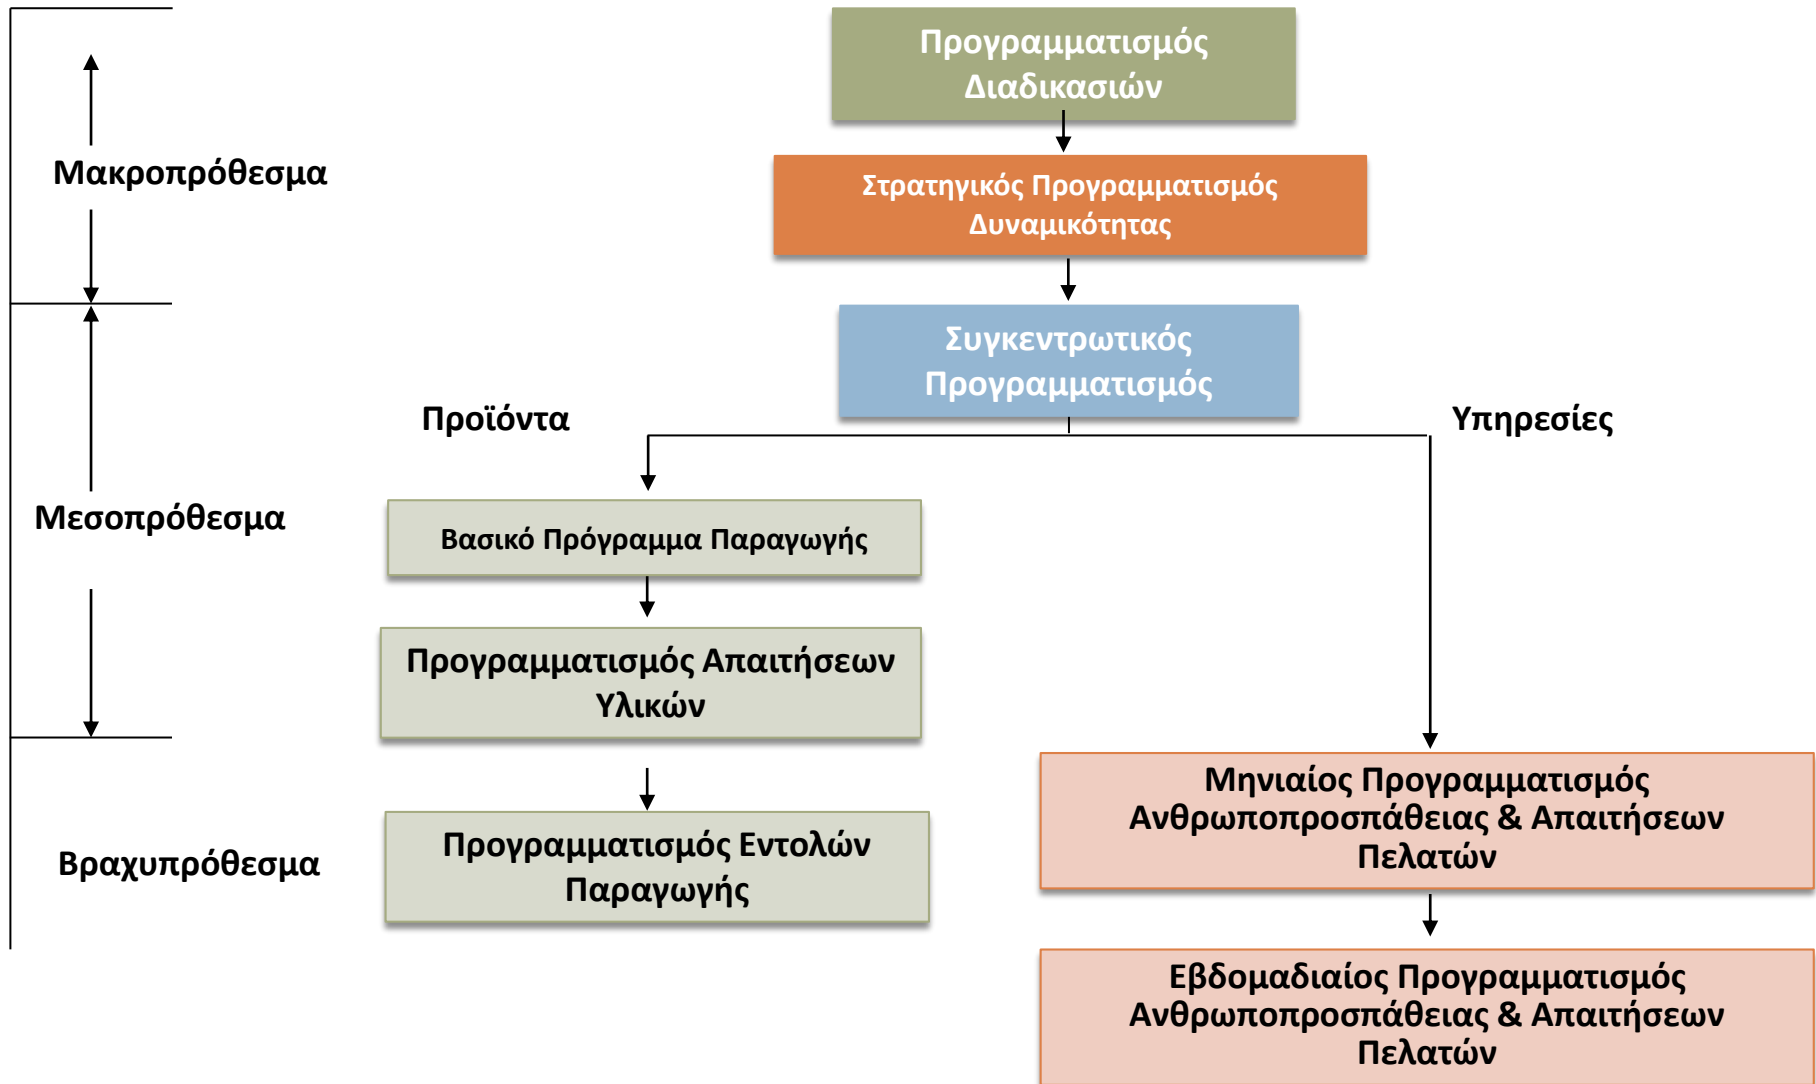 Προγραμματισμός
Διαδικασιών
Μακροπρόθεσμα
Στρατηγικός Προγραμματισμός
Δυναμικότητας
Συγκεντρωτικός
Προγραμματισμός
Προϊόντα
Υπηρεσίες
Μεσοπρόθεσμα
Βασικό Πρόγραμμα Παραγωγής
Προγραμματισμός Απαιτήσεων
Υλικών
Βραχυπρόθεσμα
Προγραμματισμός Εντολών
Παραγωγής
Μηνιαίος Προγραμματισμός
Ανθρωποπροσπάθειας & Απαιτήσεων
Πελατών
Εβδομαδιαίος Προγραμματισμός
Ανθρωποπροσπάθειας & Απαιτήσεων
Πελατών